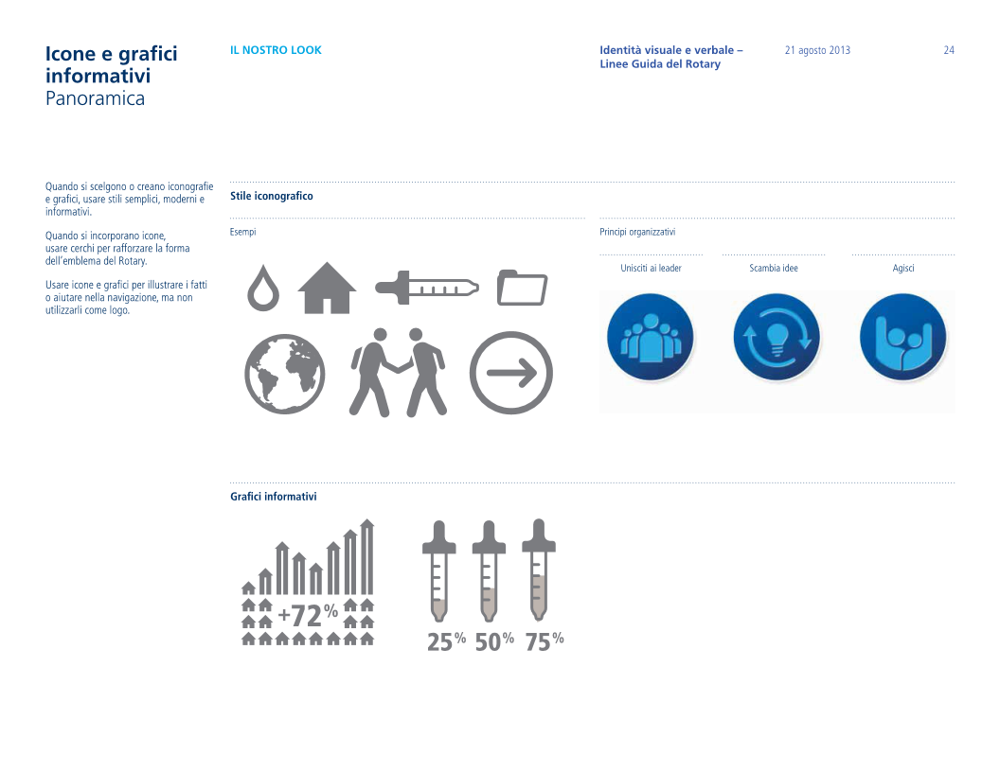 Icone e grafici
informativi
Panoramica
IL NOSTRO LOOK
Identità visuale e verbale –
Linee Guida del Rotary
21 agosto 2013
24
Quando si scelgono o creano iconografie
e grafici, usare stili semplici, moderni e
informativi.
Quando si incorporano icone,
usare cerchi per rafforzare la forma
dell’emblema del Rotary.
Usare icone e grafici per illustrare i fatti
o aiutare nella navigazione, ma non
utilizzarli come logo.
Stile iconografico
Esempi
Principi organizzativi
Unisciti ai leader
Scambia idee
Agisci
Grafici informativi
+72%
25% 50% 75%